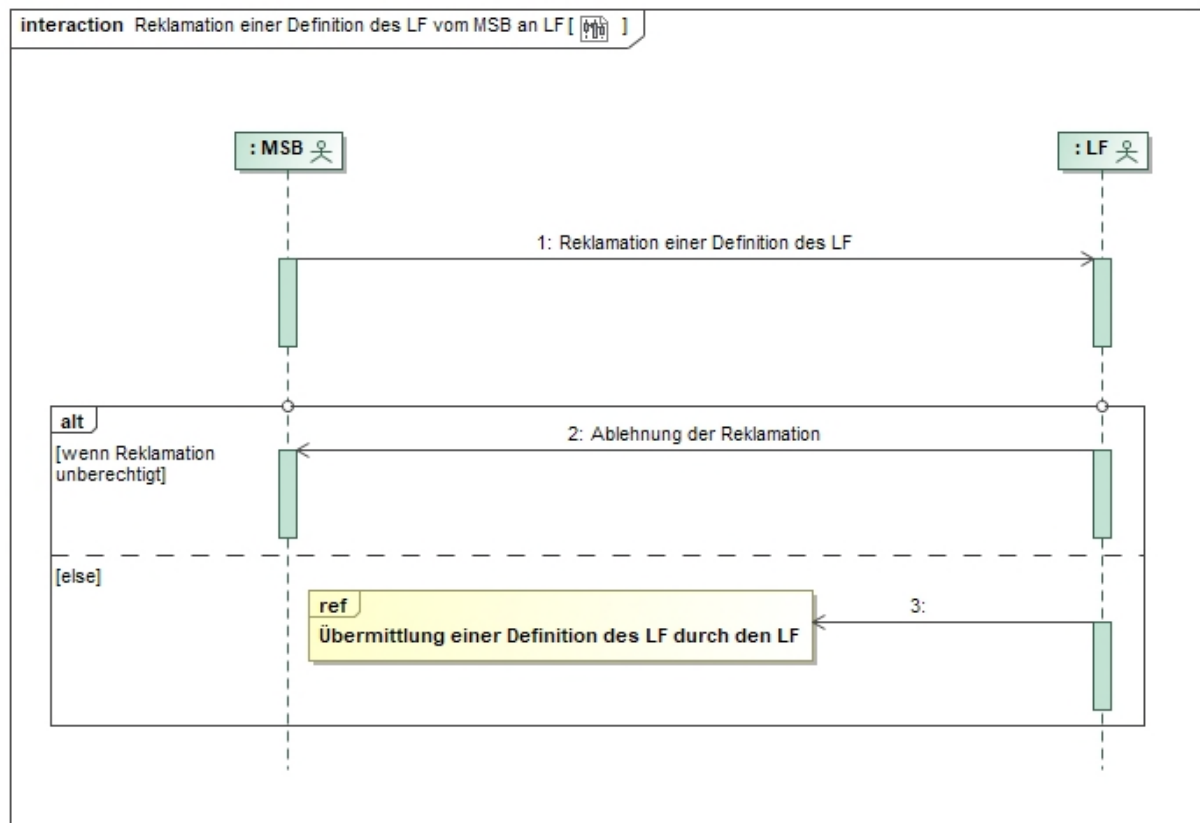 interaction Reklamation einer Definition des LF vom MSB an LF [ ]
: MSB
: LF
1: Reklamation einer Definition des LF
alt
2: Ablehnung der Reklamation
[wenn Reklamation
unberechtigt]
[else]
ref
3:
Übermittlung einer Definition des LF durch den LF